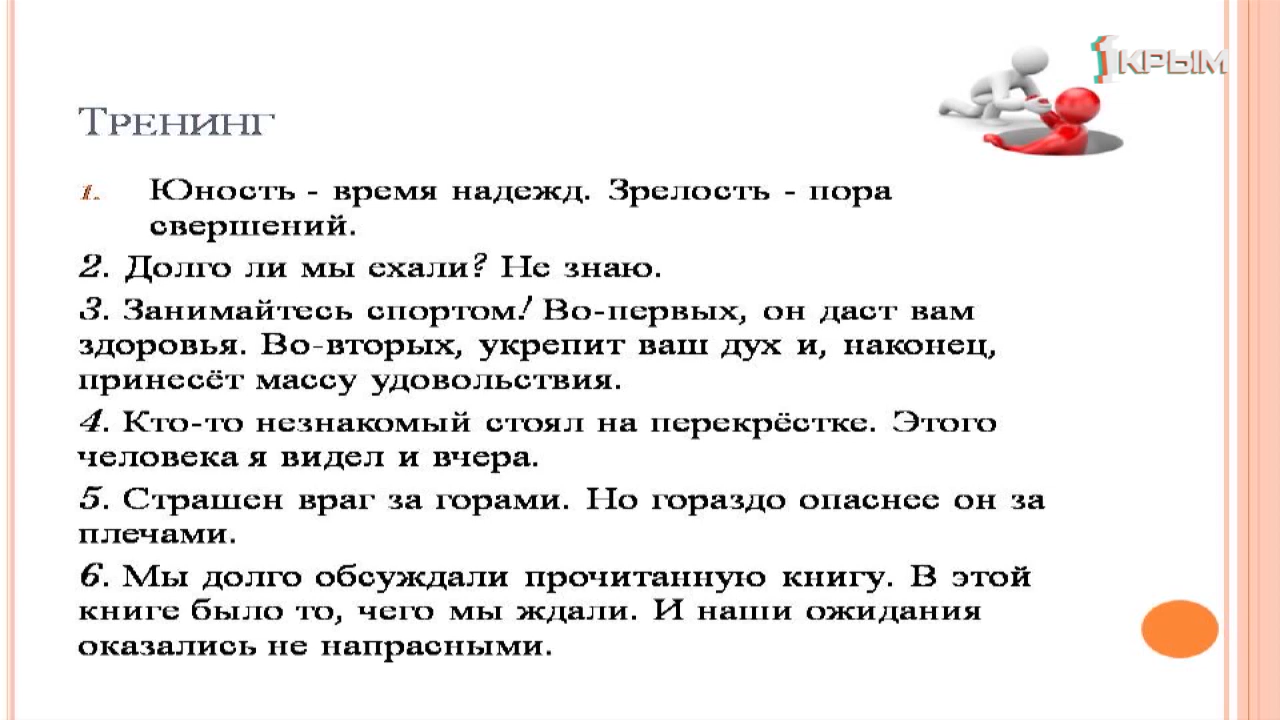 1КРЫМ
ТРЕНИНГ
1. Юность - время надежд. Зрелость - пора
свершений.
2. Долго ли мы ехали? Не знаю.
3. Занимайтесь спортом! Во-первых, он даст вам
здоровья. Во-вторых, укрепит ваш дух и, наконец,
принесёт массу удовольствия.
4. Кто-то незнакомый стоял на перекрёстке. Этого
человека я видел и вчера.
5. Страшен враг за горами. Но гораздо опаснее он за
плечами.
6. Мы долго обсуждали прочитанную книгу. В этой
книге было то, чего мы ждали. И наши ожидания
оказались не напрасными.